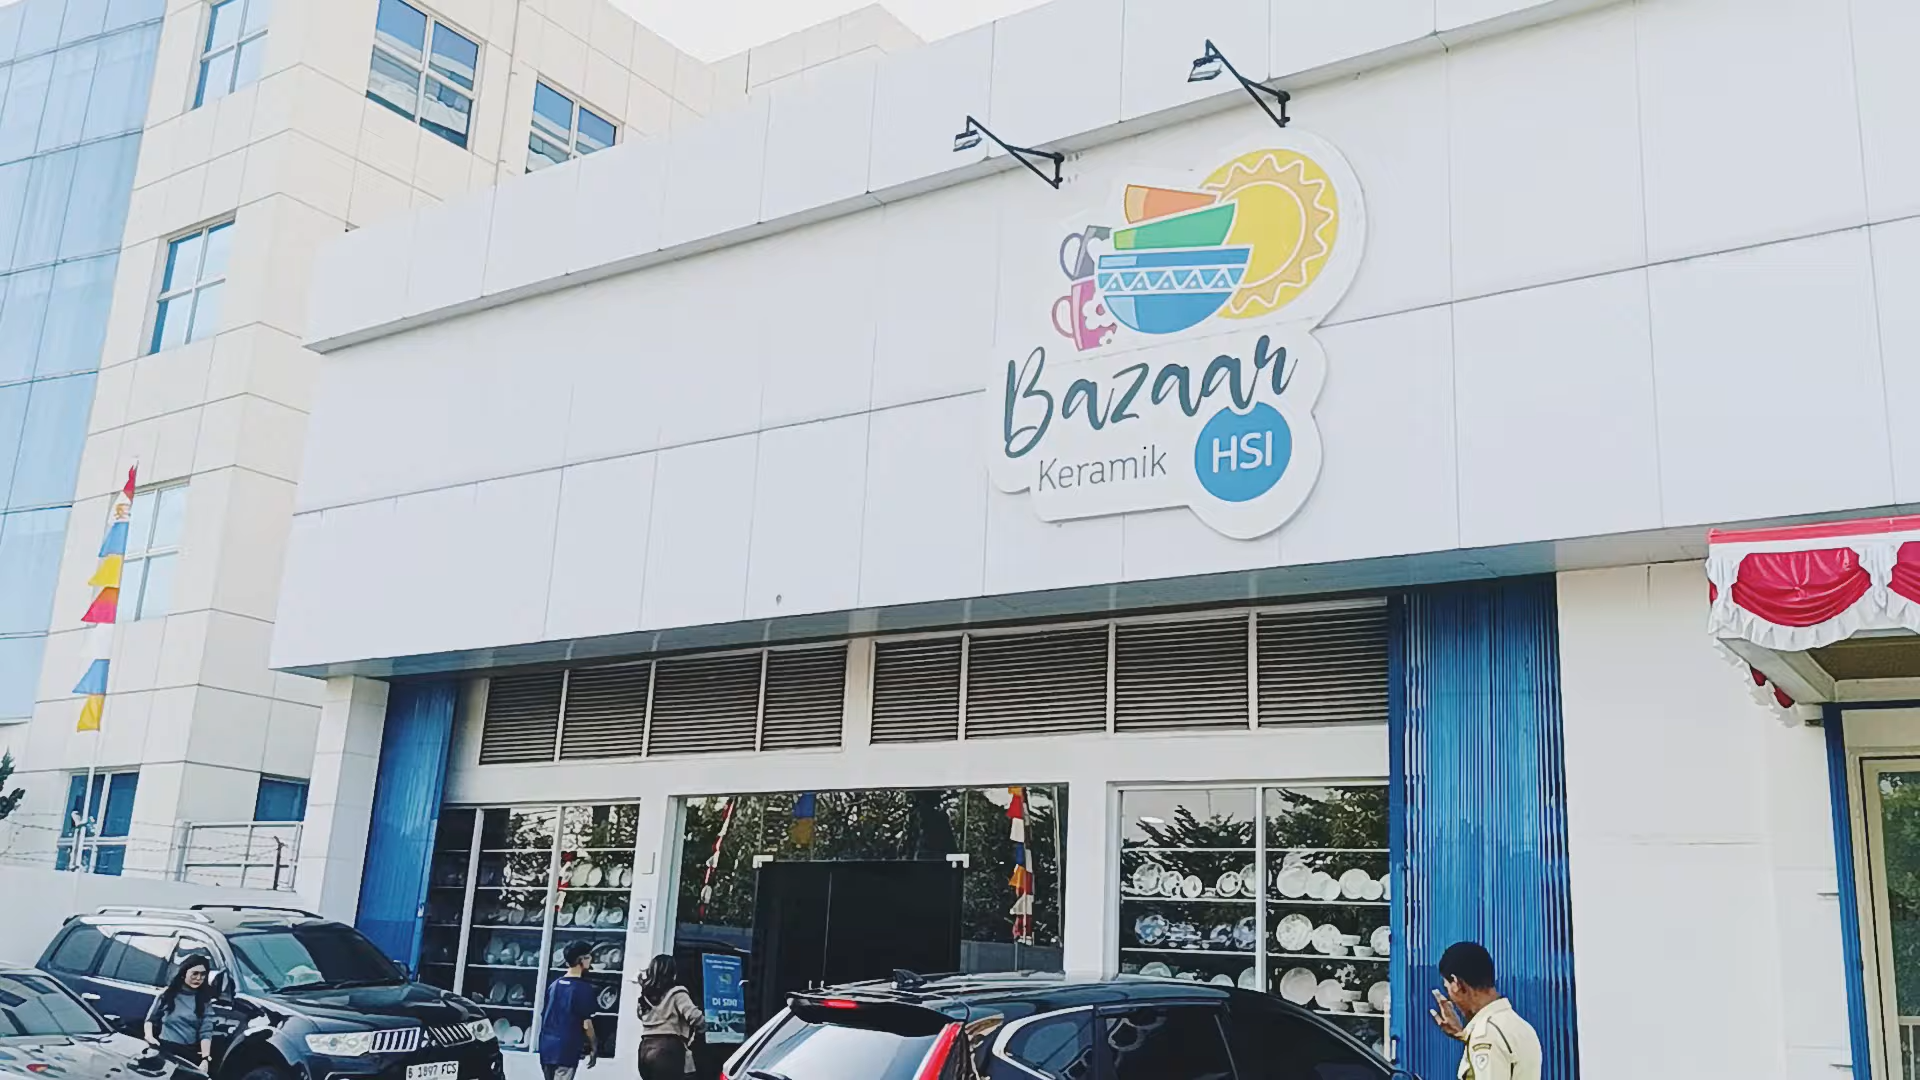 Bazaar
Keramik
HSI
DI SINI
B 1897 FCS